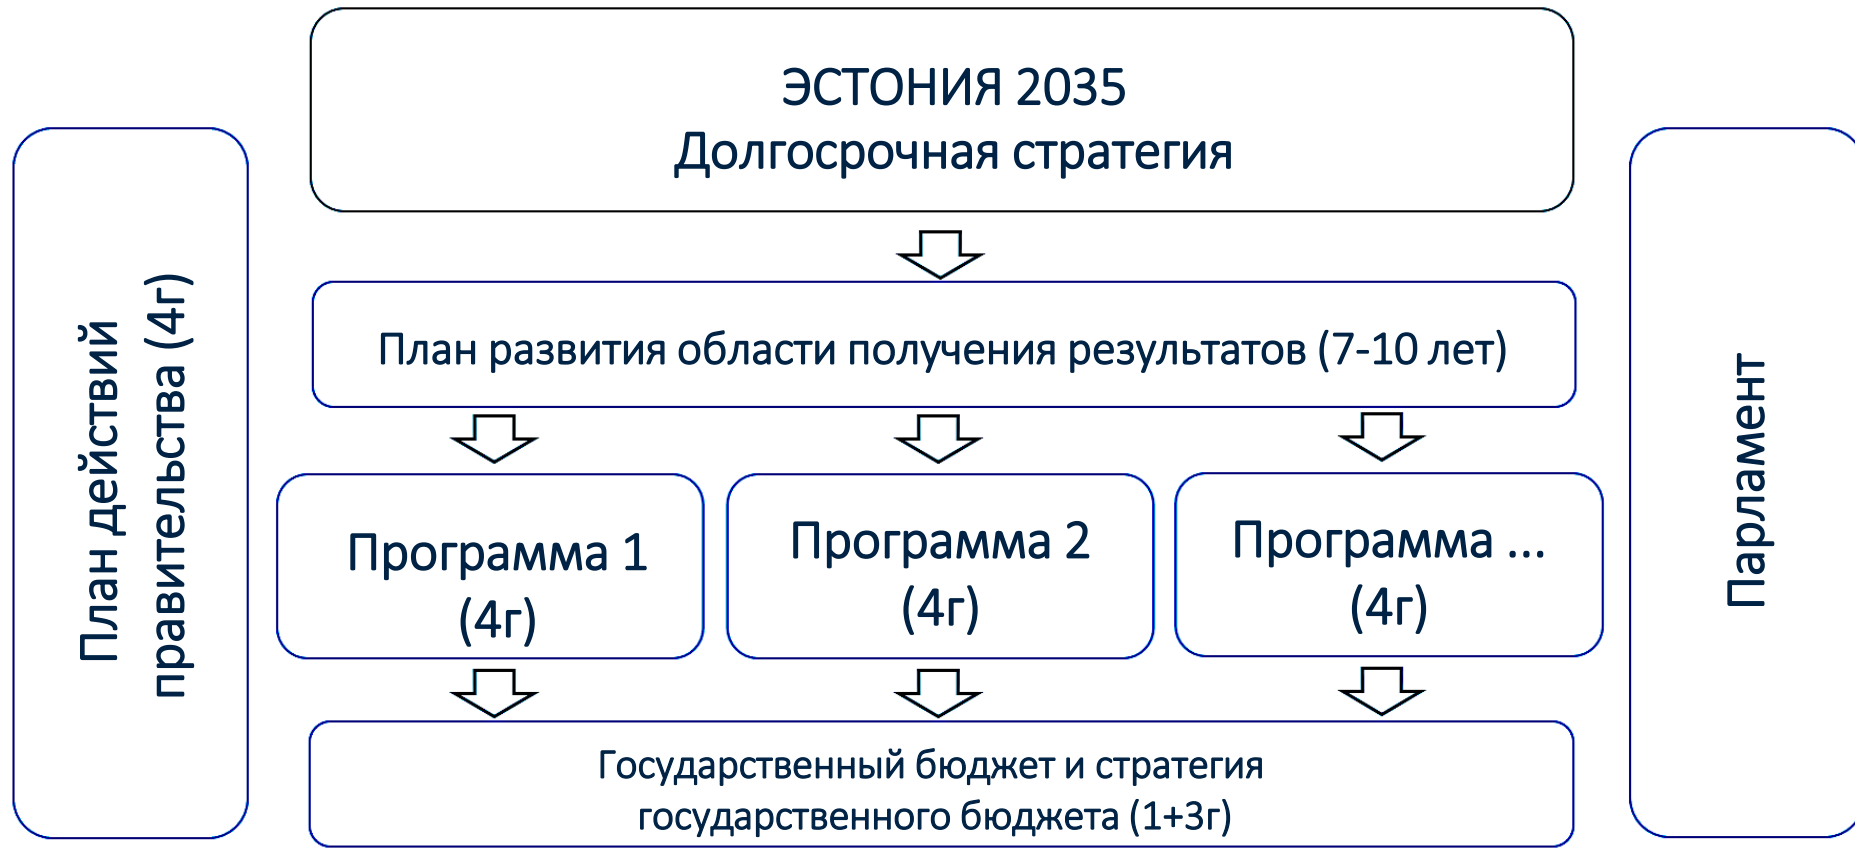 ЭСТОНИЯ 2035
Долгосрочная стратегия
План действий
правительства (4г)
План развития области получения результатов (7-10 лет)
Программа 1
(4г)
Программа 2
(4г)
Программа ...
(4г)
Государственный бюджет и стратегия
государственного бюджета (1+3г)
Парламент